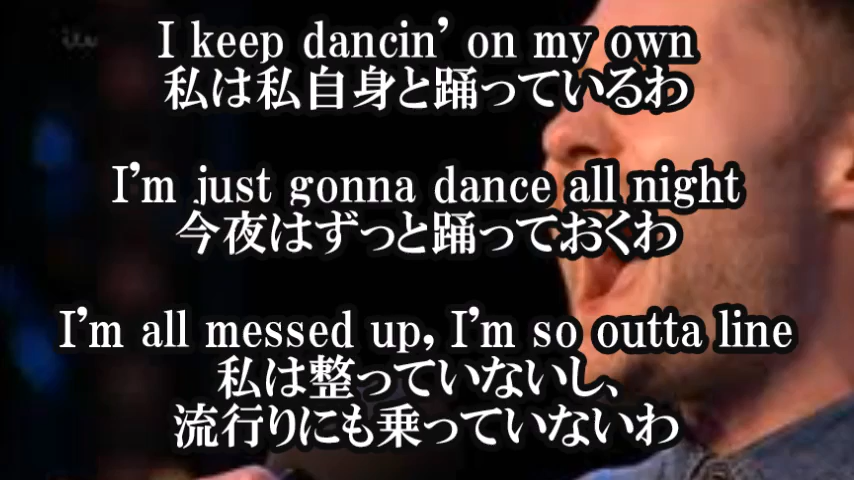 itv
I keep dancin' on my own
私は私自身と踊っているわ
I'm just gonna dance all night
今夜はずっと踊っておくわ
I'm all messed up, I'm so outta line
私は整っていないし、
流行りにも乗っていないわ